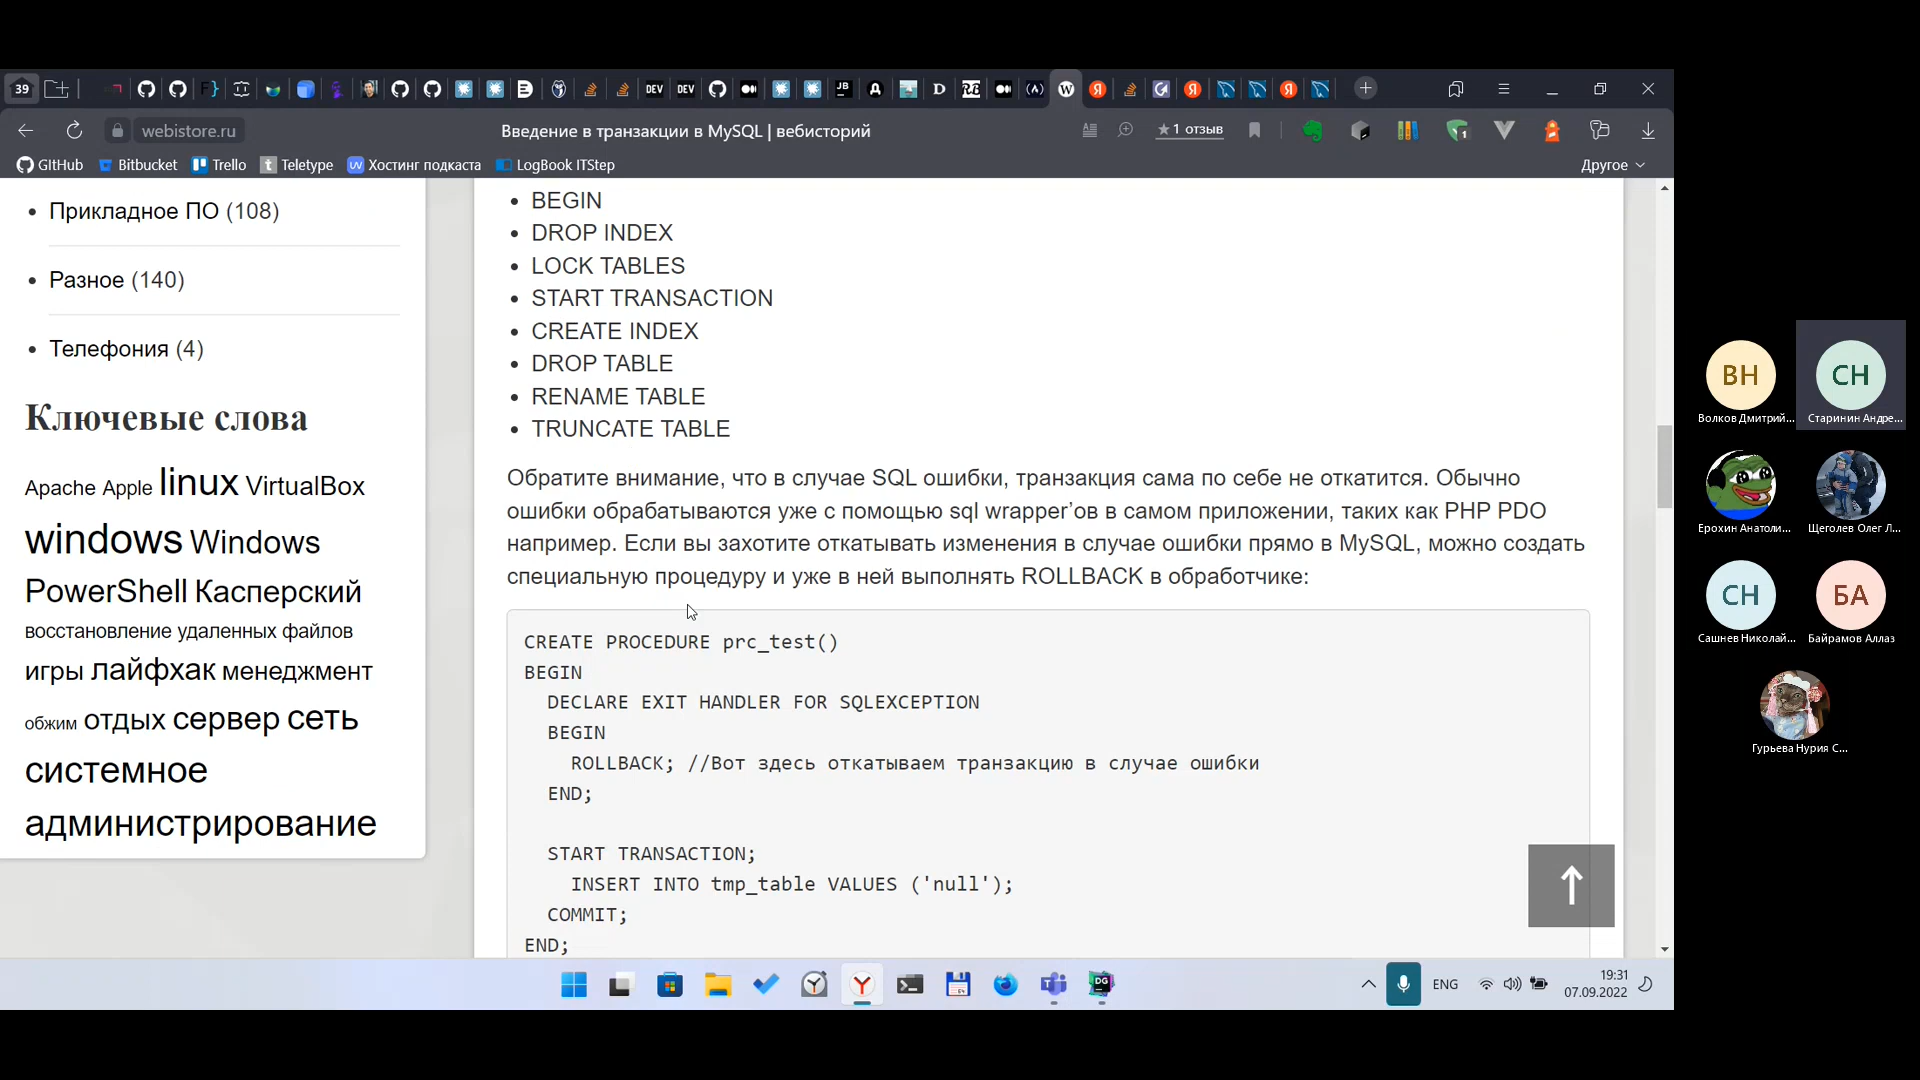 39
DEV
DEV
JB
D
W
webistore.ru
Введение в транзакции в MySQL | вебисторий
★ 1 отзыв
GItHub
Bitbucket
Trello
Teletype
Хостинг подкаста
LogBook ITStep
Другое
• Прикладное ПО (108)
• Разное (140)
• Телефония (4)
Ключевые слова
Apache Apple linux VirtualBox
windows Windows
PowerShell Касперский
восстановление удаленных файлов
игры лайфхак менеджмент
обжим отдых сервер сеть
системное
администрирование
• BEGIN
• DROP INDEX
• LOCK TABLES
• START TRANSACTION
• CREATE INDEX
• DROP TABLE
• RENAME TABLE
• TRUNCATE TABLE
Обратите внимание, что в случае SQL ошибки, транзакция сама по себе не откатится. Обычно
ошибки обрабатываются уже с помощью sql wrapper’ов в самом приложении, таких как PHP PDO
например. Если вы захотите откатывать изменения в случае ошибки прямо в MySQL, можно создать
специальную процедуру и уже в ней выполнять ROLLBACK в обработчике:
CREATE PROCEDURE prc_test()
BEGIN
DECLARE EXIT HANDLER FOR SQLEXCEPTION
BEGIN
ROLLBACK; //Вот здесь откатываем транзакцию в случае ошибки
END;
START TRANSACTION;
INSERT INTO tmp_table VALUES ('null');
COMMIT;
END;
ENG
19:31
07.09.2022
ВН
Волков Дмитрий...
СН
Старинин Андре...
Ерохин Анатоли...
Щеголев Олег Л...
СН
Сашнев Николай...
БА
Байрамов Аллаз
Гурьева Нурия С...